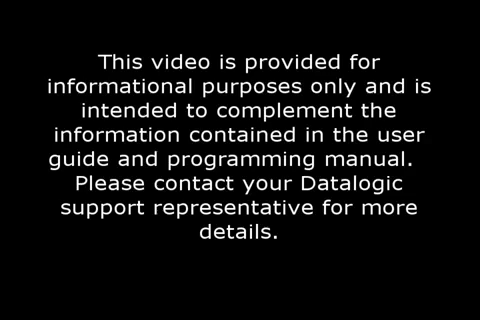 This video is provided for
informational purposes only and is
intended to complement the
information contained in the user
guide and programming manual.
Please contact your Datalogic
support representative for more
details.